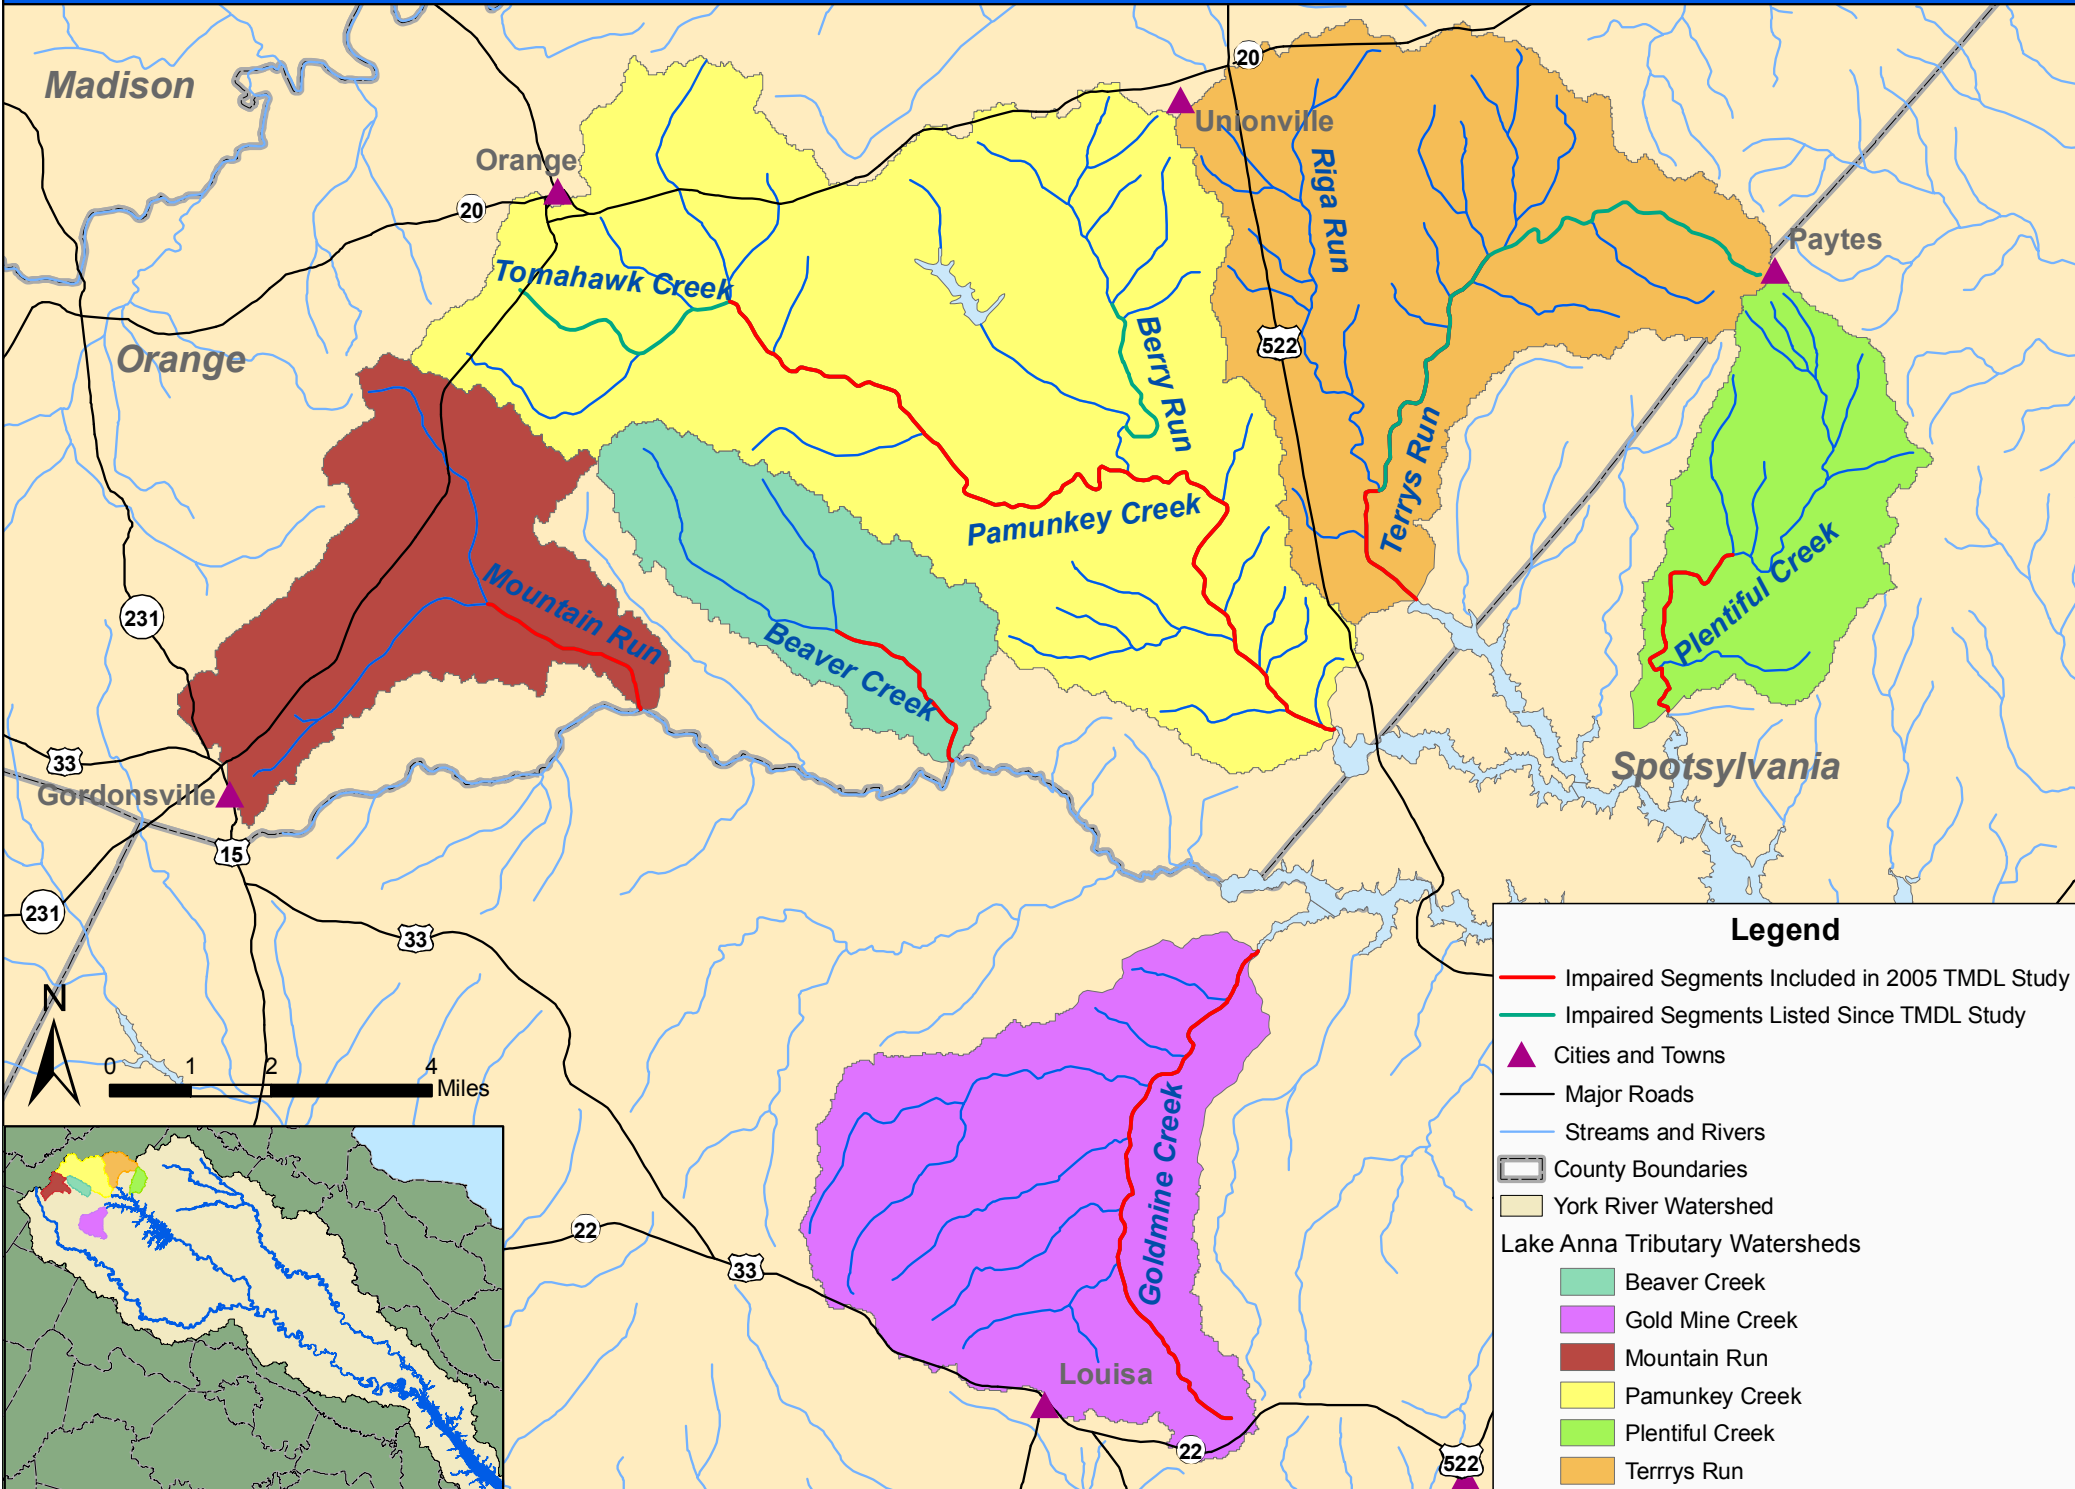 Madison
20
Unionville
Orange
20
Riga Run
Paytes
Tomahawk Creek
Orange
Berry Run
522
Terrys Run
Pamunkey Creek
Plentiful Creek
Mountain Run
231
Beaver Creek
33
Spotsylvania
Gordonsville
15
231
33
Legend
Impaired Segments Included in 2005 TMDL Study
Impaired Segments Listed Since TMDL Study
Cities and Towns
Major Roads
Streams and Rivers
County Boundaries
York River Watershed
Lake Anna Tributary Watersheds
Beaver Creek
Gold Mine Creek
Mountain Run
Pamunkey Creek
Plentiful Creek
Terrrys Run
N
0 1 2 4
Miles
Goldmine Creek
22
33
Louisa
22
522